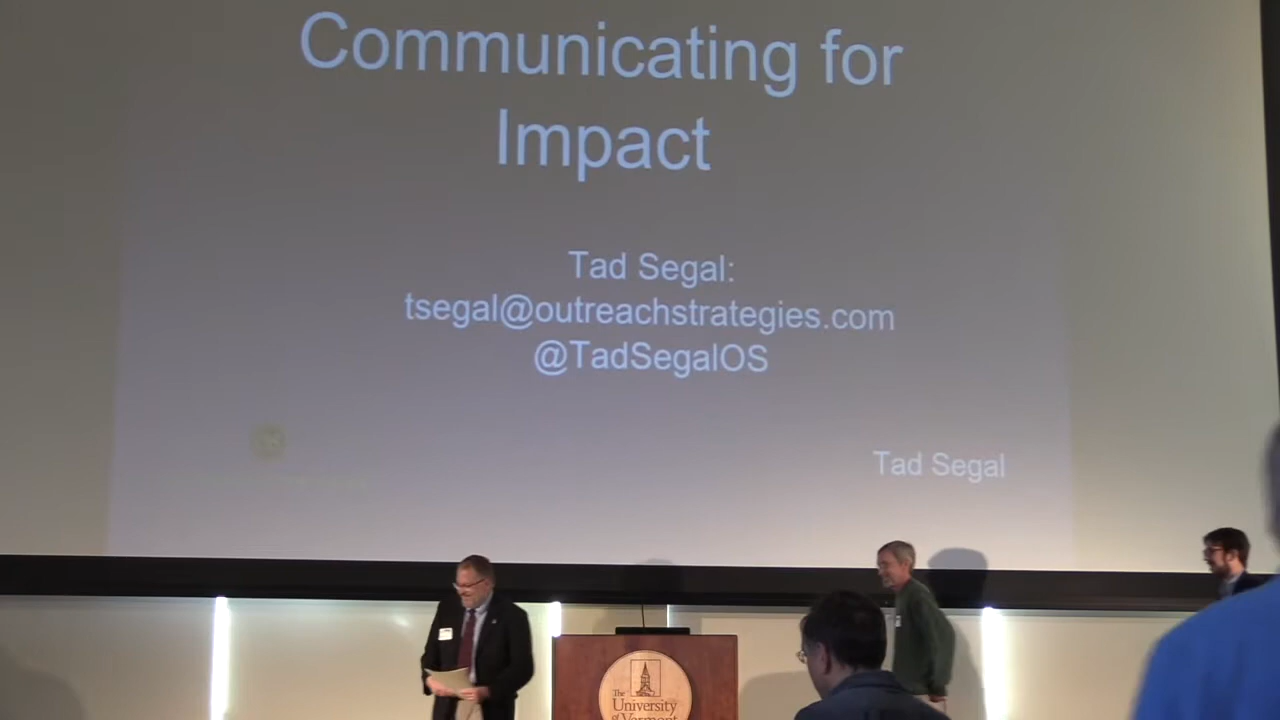 Communicating for
Impact
Tad Segal:
tsegal@outreachstrategies.com
@TadSegalOS
Tad Segal
The
University
of Vermont